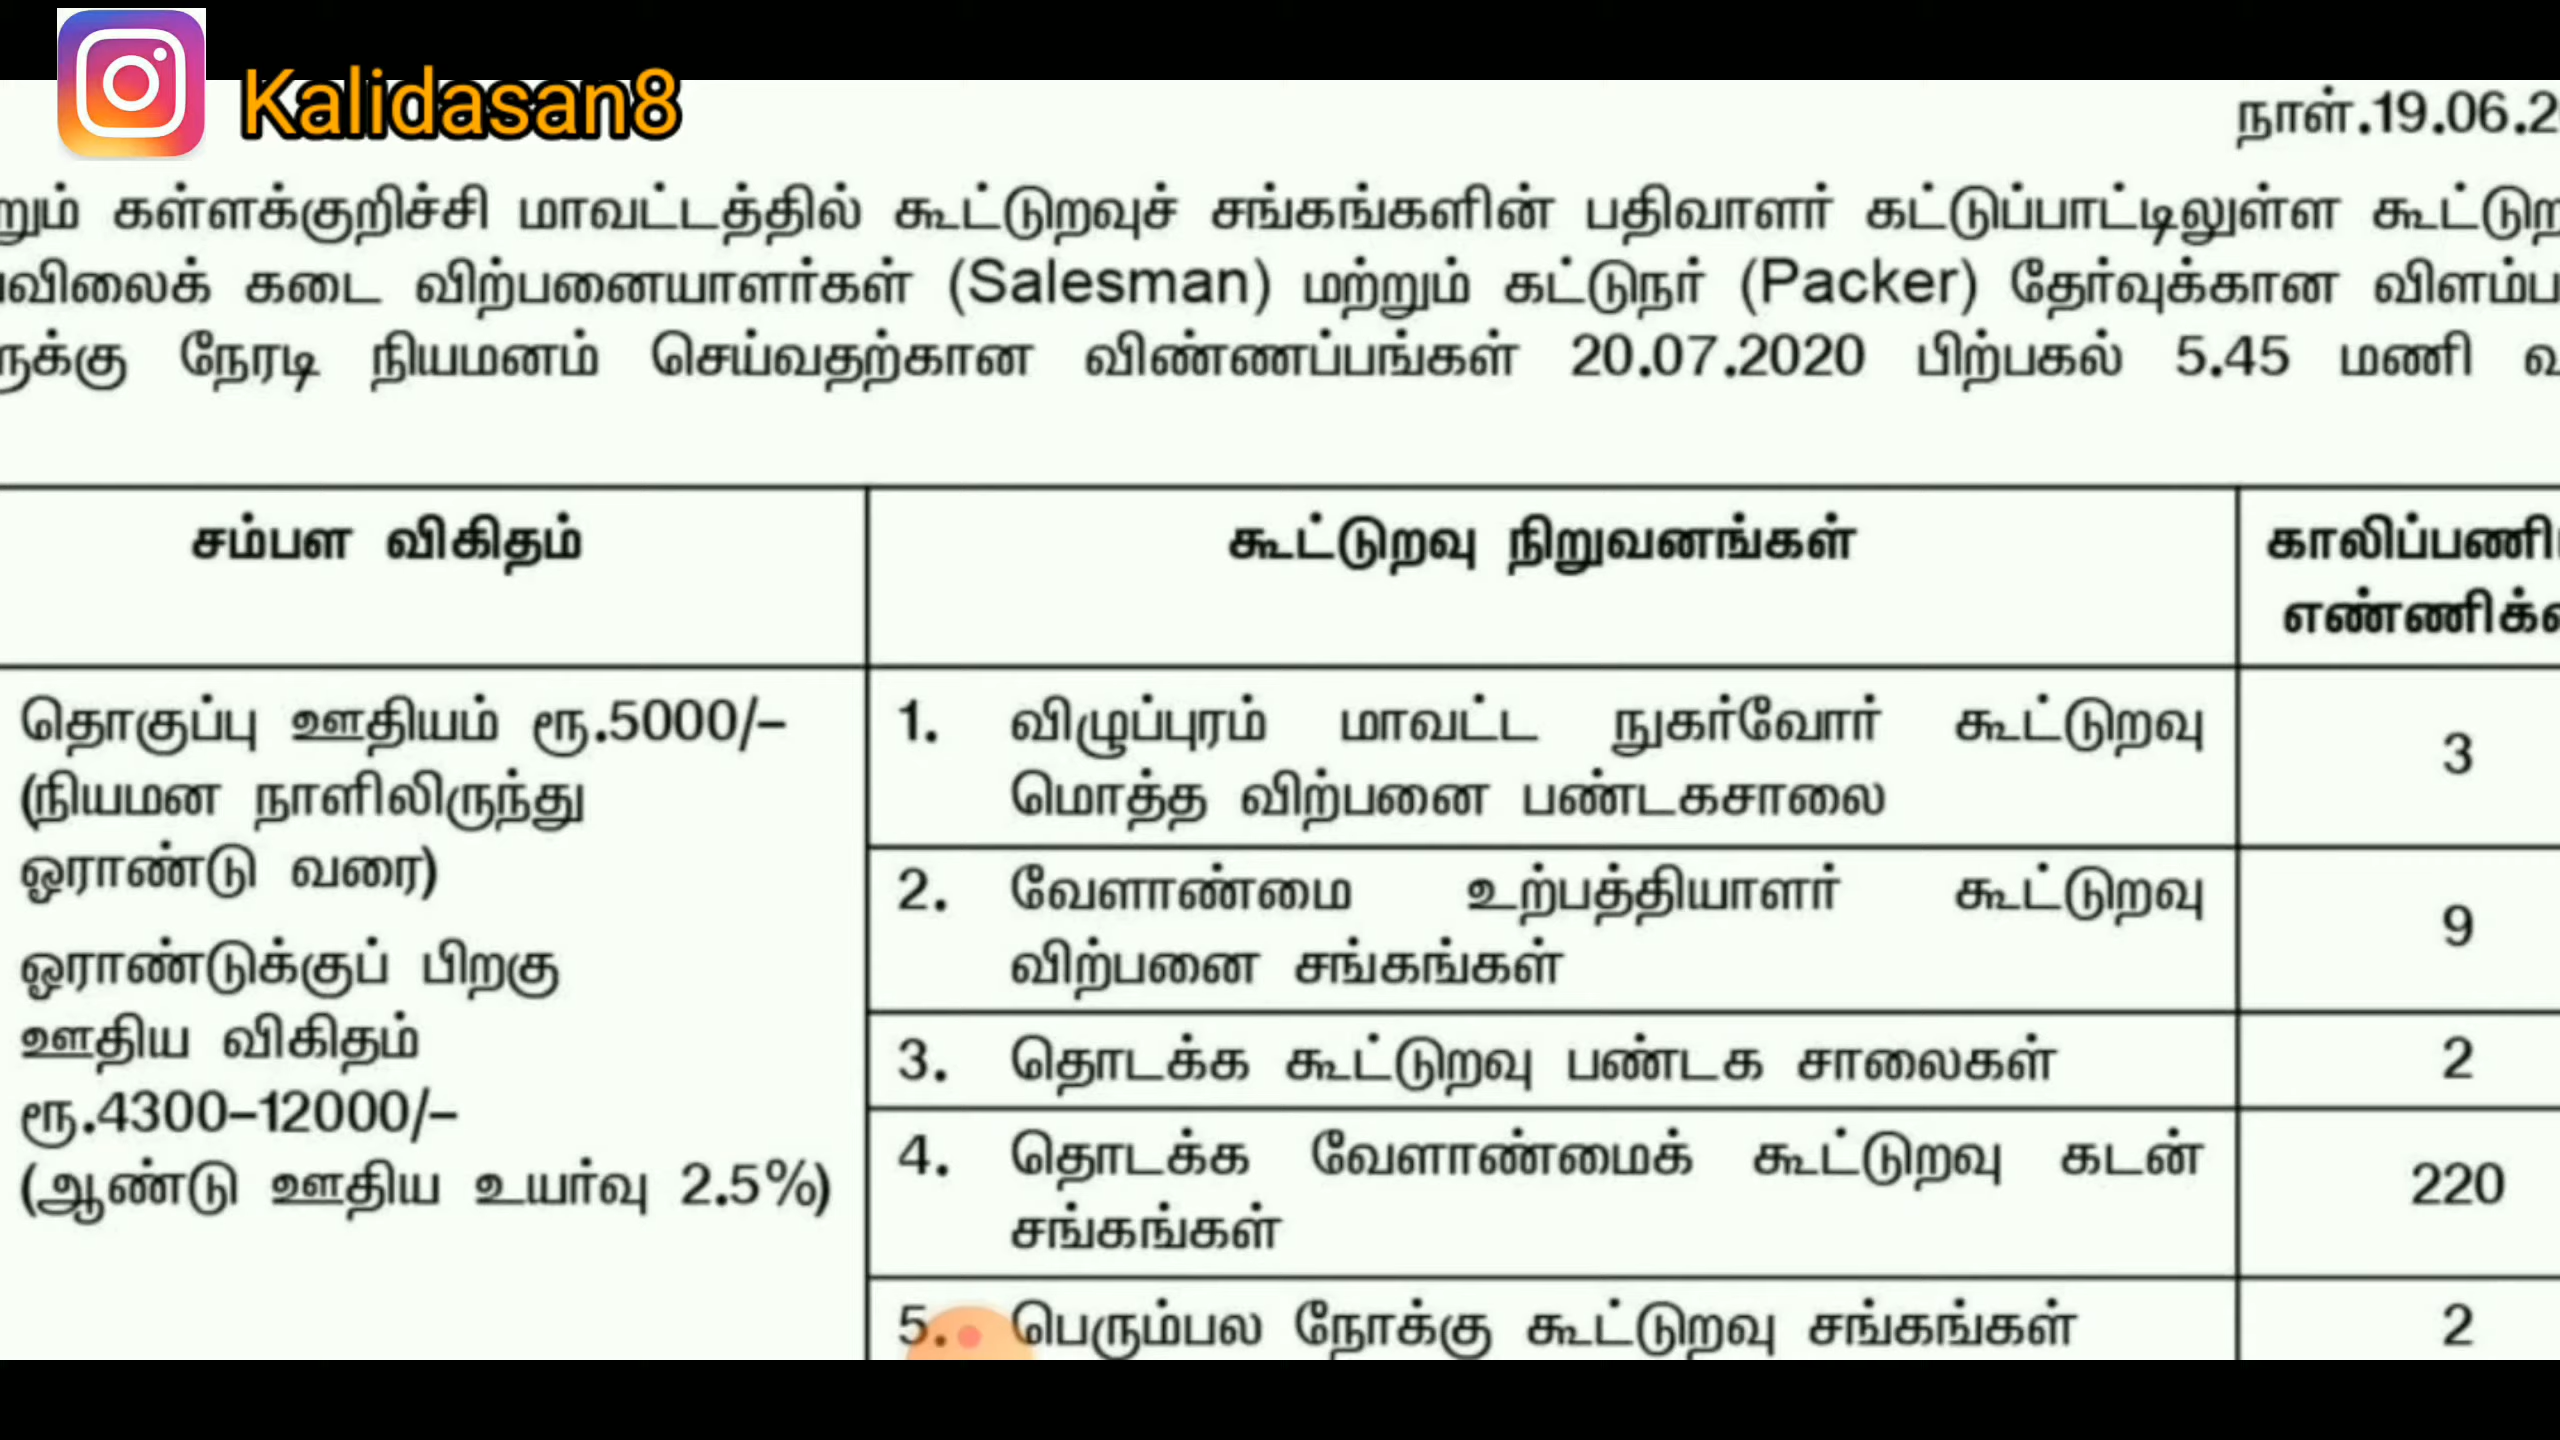 Kalidasan8
நாள்.19.06.2
றும் கள்ளக்குறிச்சி மாவட்டத்தில் கூட்டுறவுச் சங்கங்களின் பதிவாளர் கட்டுப்பாட்டிலுள்ள கூட்டுற
விலைக் கடை விற்பனையாளர்கள் (Salesman) மற்றும் கட்டுநர் (Packer) தேர்வுக்கான விளம்ப
ருக்கு நேரடி நியமனம் செய்வதற்கான விண்ணப்பங்கள் 20.07.2020 பிற்பகல் 5.45 மணி வ
சம்பள விகிதம்
கூட்டுறவு நிறுவனங்கள்
காலிப்பணி
எண்ணிக்
தொகுப்பு ஊதியம் ரூ.5000/–
(நியமன நாளிலிருந்து
ஓராண்டு வரை)
ஓராண்டுக்குப் பிறகு
ஊதிய விகிதம்
ரூ.4300–12000/–
(ஆண்டு ஊதிய உயர்வு 2.5%)
1. விழுப்புரம் மாவட்ட நுகர்வோர் கூட்டுறவு
மொத்த விற்பனை பண்டகசாலை
3
2. வேளாண்மை உற்பத்தியாளர் கூட்டுறவு
விற்பனை சங்கங்கள்
9
3. தொடக்க கூட்டுறவு பண்டக சாலைகள்
2
4. தொடக்க வேளாண்மைக் கூட்டுறவு கடன்
சங்கங்கள்
220
5. பெரும்பல நோக்கு கூட்டுறவு சங்கங்கள்
2